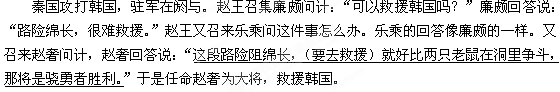 秦国攻打韩国，驻军在阏与。赵王召集廉颇问计：“可以救援韩国吗？”廉颇回答说：
“路险绵长，很难救援。”赵王又召来乐乘问这件事怎么办。乐乘的回答像廉颇的一样。又
召来赵奢问计，赵奢回答说：“这段路险阻绵长，（要去救援）就好比两只老鼠在洞里争斗，
那将是骁勇者胜利。”于是任命赵奢为大将，救援韩国。